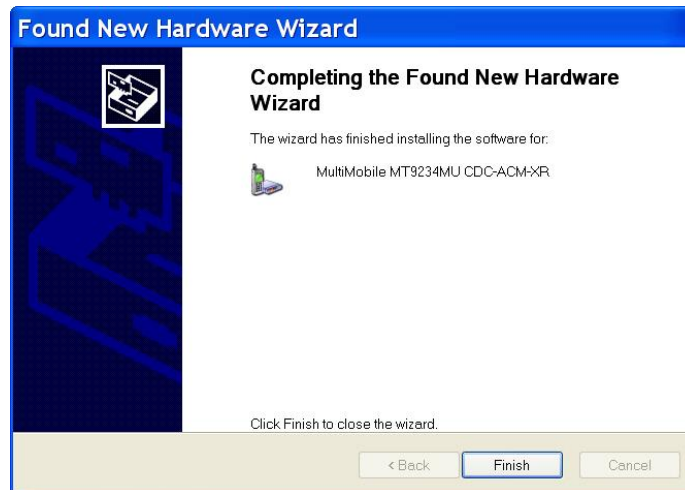 Found New Hardware Wizard
Completing the Found New Hardware
Wizard
The wizard has finished installing the software for:
MultiMobile MT9234MU CDC-ACM-XR
Click Finish to close the wizard.
< Back
Finish
Cancel